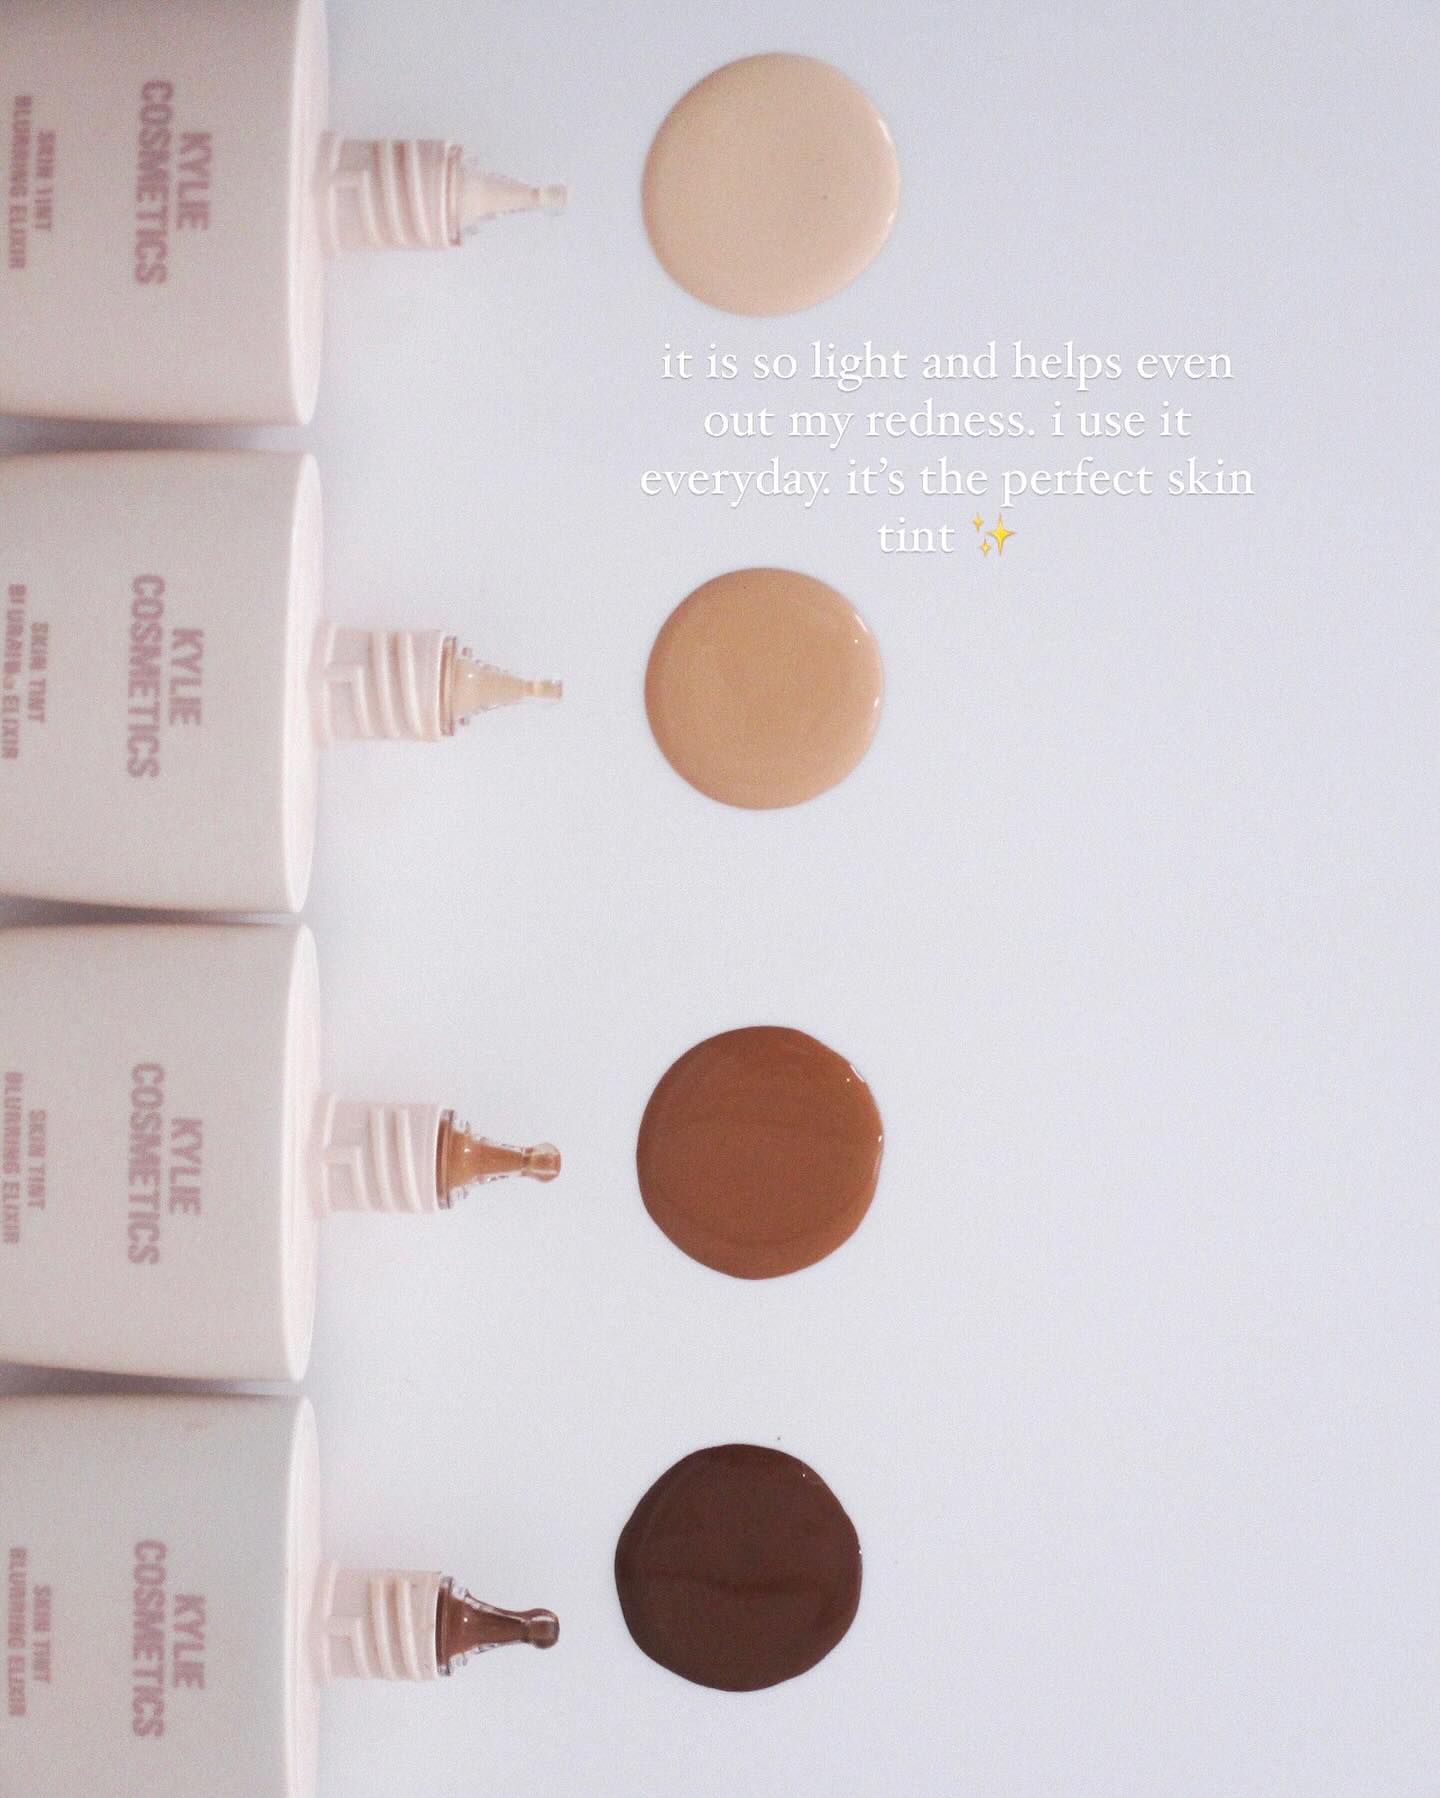 KYLIE
COSMETICS
SKIN TINT
BLURRING ELIXIR
it is so light and helps even
out my redness. i use it
everyday. it’s the perfect skin
tint ✨
KYLIE
COSMETICS
SKIN TINT
BLURRING ELIXIR
KYLIE
COSMETICS
SKIN TINT
BLURRING ELIXIR
KYLIE
COSMETICS
SKIN TINT
BLURRING ELIXIR